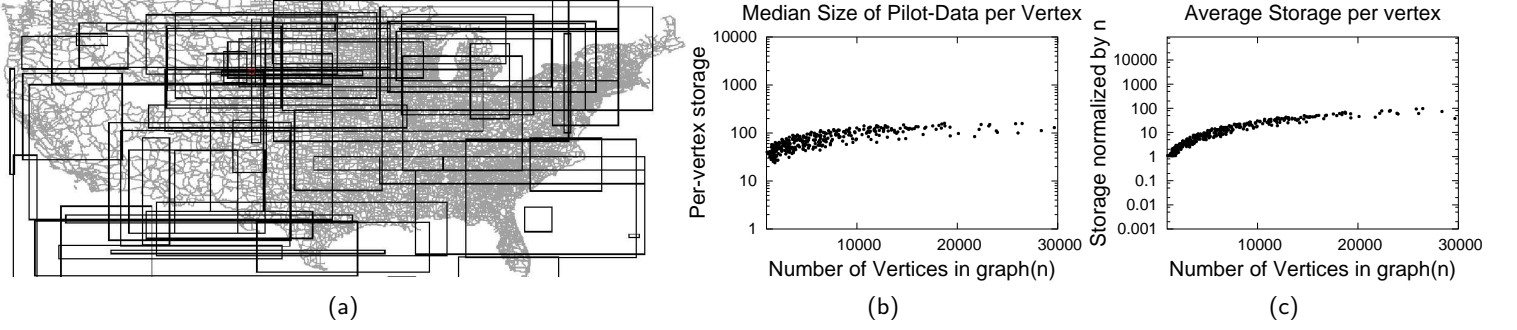 (a)
Median Size of Pilot-Data per Vertex
Per-vertex storage
10000
1000
100
10
1
10000 20000 30000
Number of Vertices in graph(n)
(b)
Average Storage per vertex
Storage normalized by n
10000
1000
100
10
1
0.1
0.01
0.001
10000 20000 30000
Number of Vertices in graph(n)
(c)